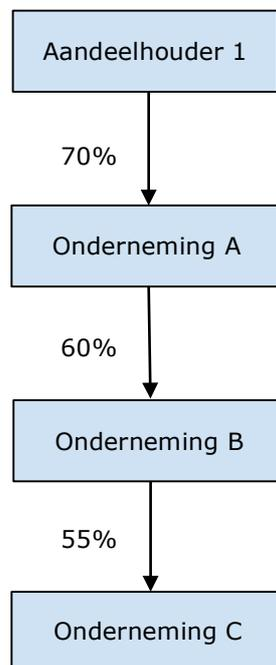 Aandeelhouder 1
70%
Onderneming A
60%
Onderneming B
55%
Onderneming C